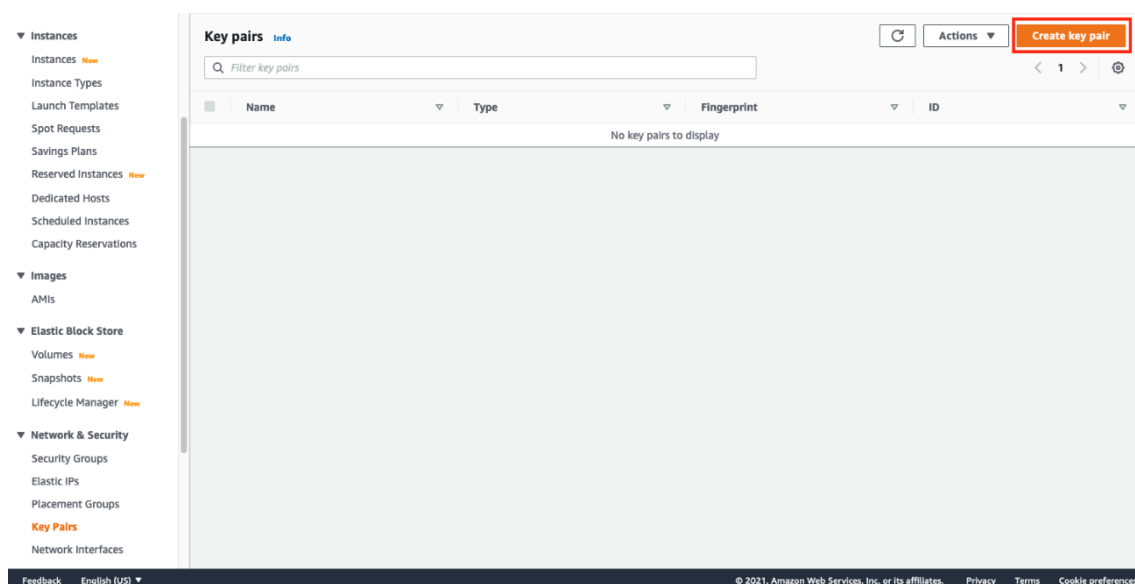 Instances
Instances New
Instance Types
Launch Templates
Spot Requests
Savings Plans
Reserved Instances New
Dedicated Hosts
Scheduled Instances
Capacity Reservations
Images
AMIs
Elastic Block Store
Volumes New
Snapshots New
Lifecycle Manager New
Network & Security
Security Groups
Elastic IPs
Placement Groups
Key Pairs
Network Interfaces
Key pairs Info
Actions
Create key pair
Filter key pairs
1
Name Type Fingerprint ID
No key pairs to display
Feedback English (US) © 2021, Amazon Web Services, Inc. or its affiliates. Privacy Terms Cookie preferences